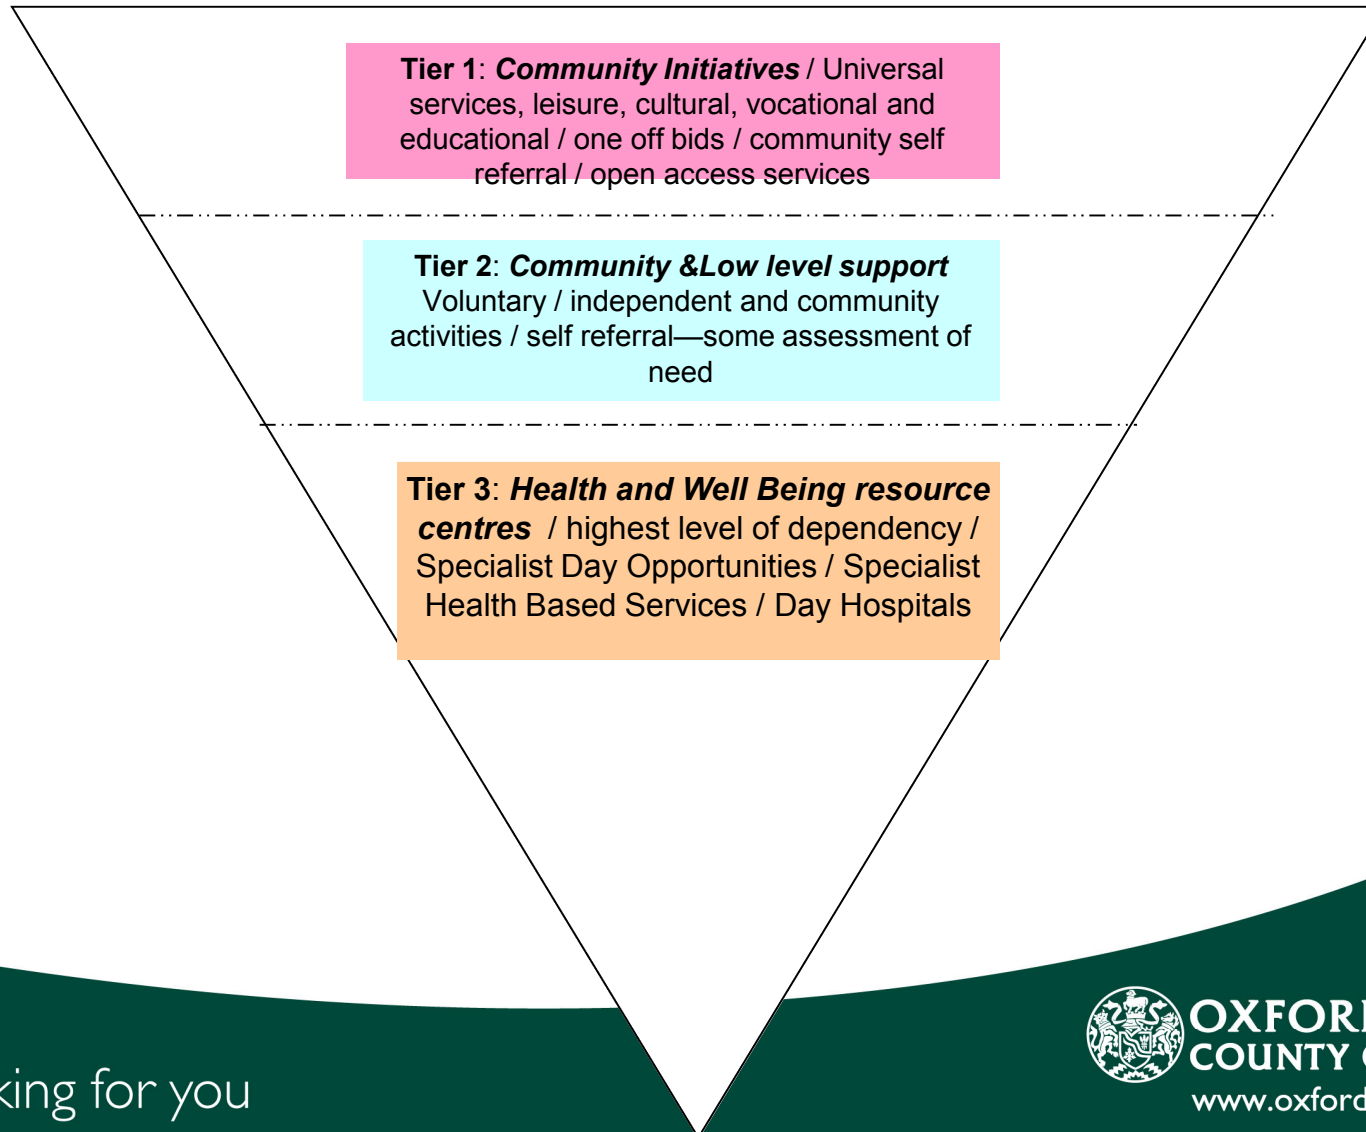 Tier 1: Community Initiatives / Universal
services, leisure, cultural, vocational and
educational / one off bids / community self
referral / open access services
Tier 2: Community &Low level support
Voluntary / independent and community
activities / self referral—some assessment of
need
Tier 3: Health and Well Being resource
centres / highest level of dependency /
Specialist Day Opportunities / Specialist
Health Based Services / Day Hospitals
king for you
OXFOR
COUNTY
www.oxford